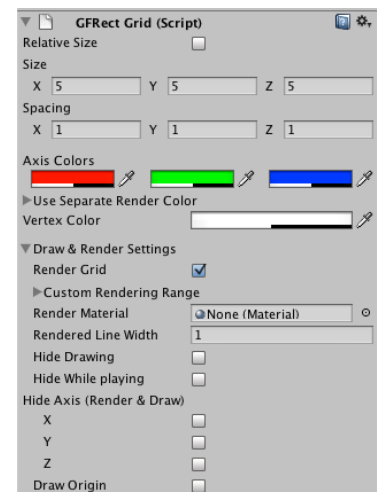 GFRect Grid (Script)
Relative Size
Size
X 5 Y 5 Z 5
Spacing
X 1 Y 1 Z 1
Axis Colors
Use Separate Render Color
Vertex Color
Draw & Render Settings
Render Grid
Custom Rendering Range
Render Material None (Material)
Rendered Line Width 1
Hide Drawing
Hide While playing
Hide Axis (Render & Draw)
X
Y
Z
Draw Origin